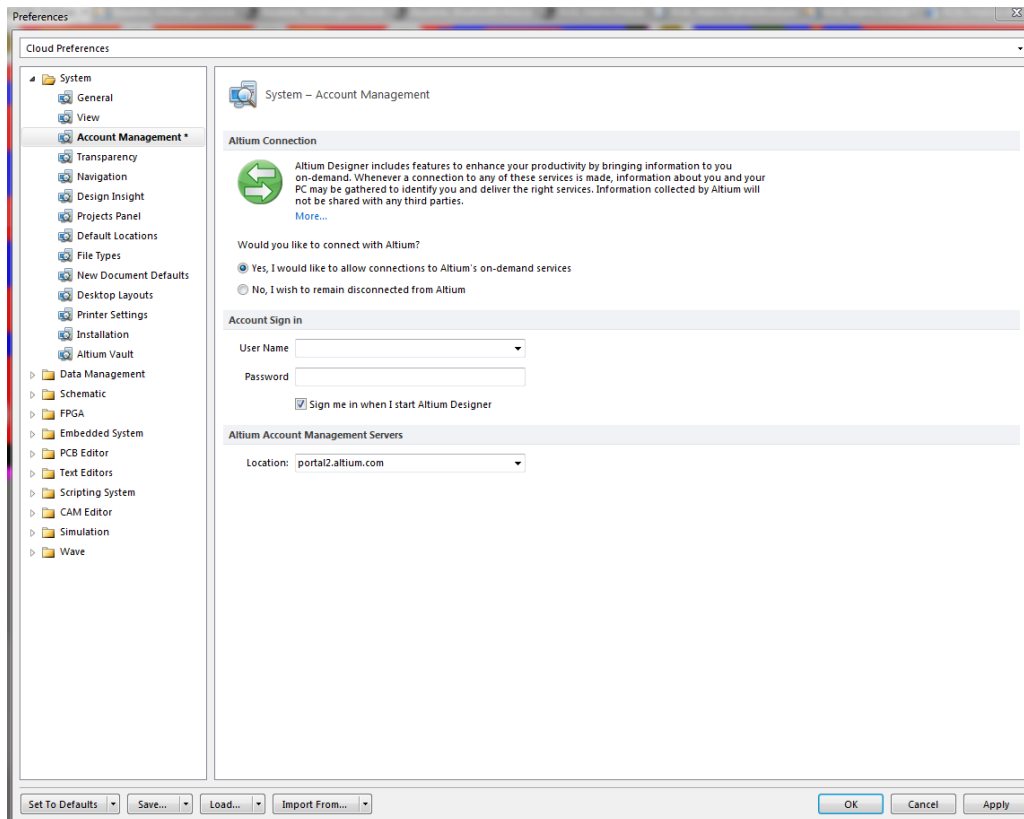 Preferences
Cloud Preferences
System
General
View
Account Management *
Transparency
Navigation
Design Insight
Projects Panel
Default Locations
File Types
New Document Defaults
Desktop Layouts
Printer Settings
Installation
Altium Vault
Data Management
Schematic
FPGA
Embedded System
PCB Editor
Text Editors
Scripting System
CAM Editor
Simulation
Wave
System – Account Management
Altium Connection
Altium Designer includes features to enhance your productivity by bringing information to you
on-demand. Whenever a connection to any of these services is made, information about you and your
PC may be gathered to identify you and deliver the right services. Information collected by Altium will
not be shared with any third parties.
More...
Would you like to connect with Altium?
Yes, I would like to allow connections to Altium's on-demand services
No, I wish to remain disconnected from Altium
Account Sign in
User Name
Password
Sign me in when I start Altium Designer
Altium Account Management Servers
Location: portal2.altium.com
Set To Defaults Save... Load... Import From... OK Cancel Apply